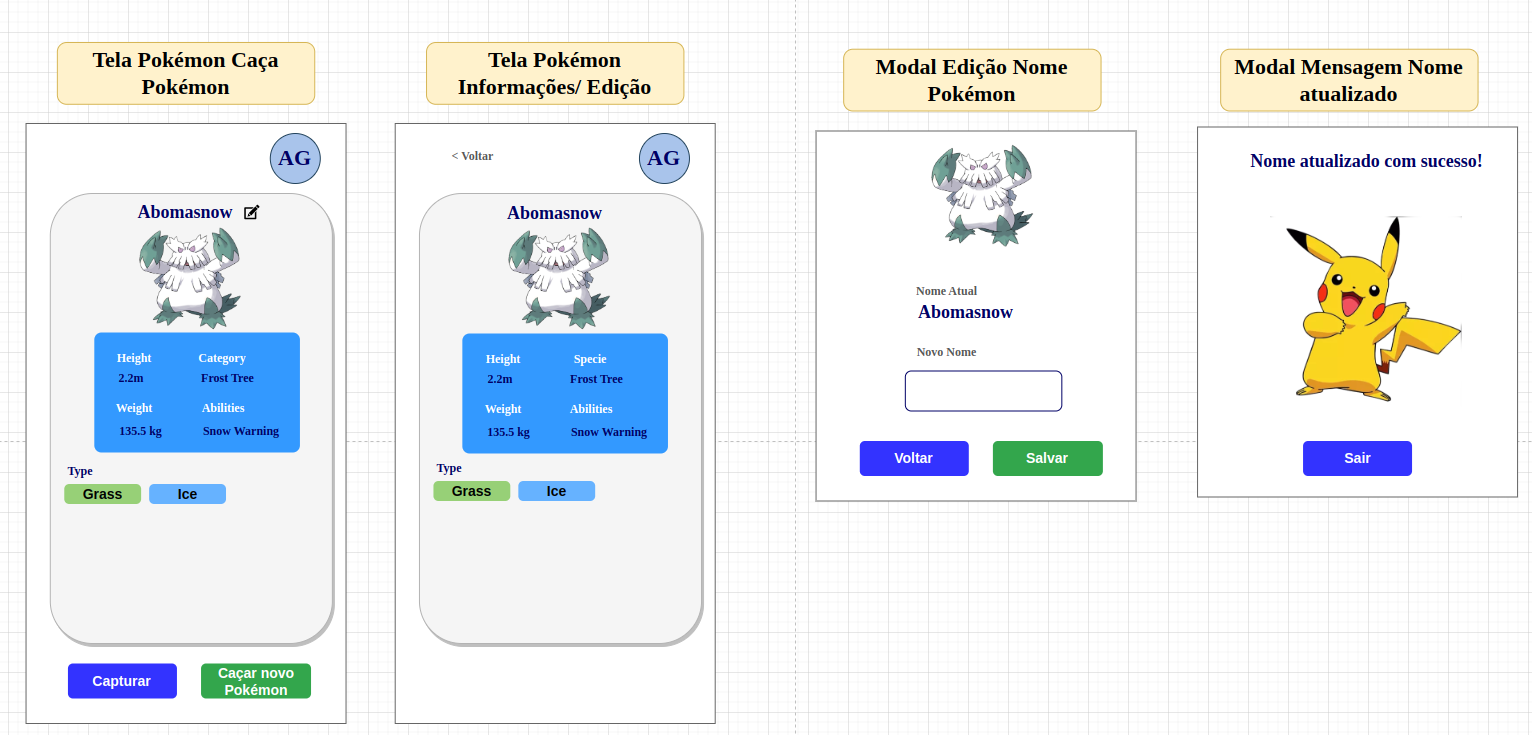 Tela Pokémon Caça
Pokémon
AG
Abomasnow
Height
Category
2.2m
Frost Tree
Weight
Abilities
135.5 kg
Snow Warning
Type
Grass
Ice
Capturar
Caçar novo
Pokémon
Tela Pokémon
Informações/ Edição
< Voltar
AG
Abomasnow
Height
Specie
2.2m
Frost Tree
Weight
Abilities
135.5 kg
Snow Warning
Type
Grass
Ice
Modal Edição Nome
Pokémon
Nome Atual
Abomasnow
Novo Nome
Voltar
Salvar
Modal Mensagem Nome
atualizado
Nome atualizado com sucesso!
Sair